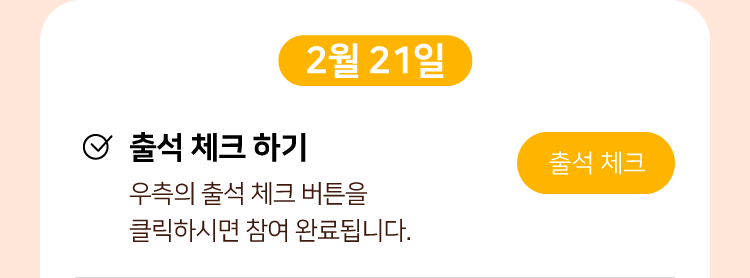 2월 21일
출석 체크 하기
출석 체크
우측의 출석 체크 버튼을
클릭하시면 참여 완료됩니다.